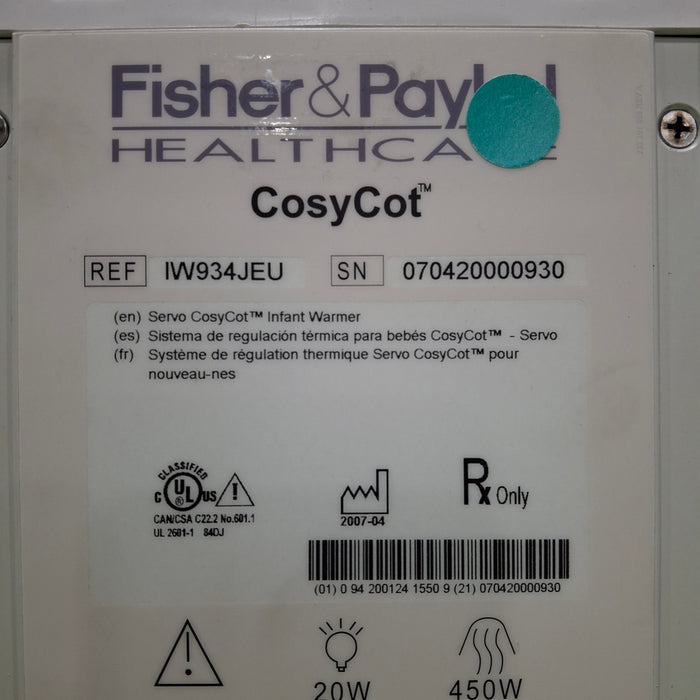 Fisher & Paykel
HEALTHCARE
CosyCot™
REF IW934JEU SN 070420000930
(en) Servo CosyCot™ Infant Warmer
(es) Sistema de regulación térmica para bebés CosyCot™ - Servo
(fr) Système de régulation thermique Servo CosyCot™ pour
nouveau-nes
CLASSIFIED
C UL US
CAN/CSA C22.2 No.601.1
UL 2601-1 84DJ
2007-04
Rx Only
(01) 0 94 200124 1550 9 (21) 070420000930
20W
450W